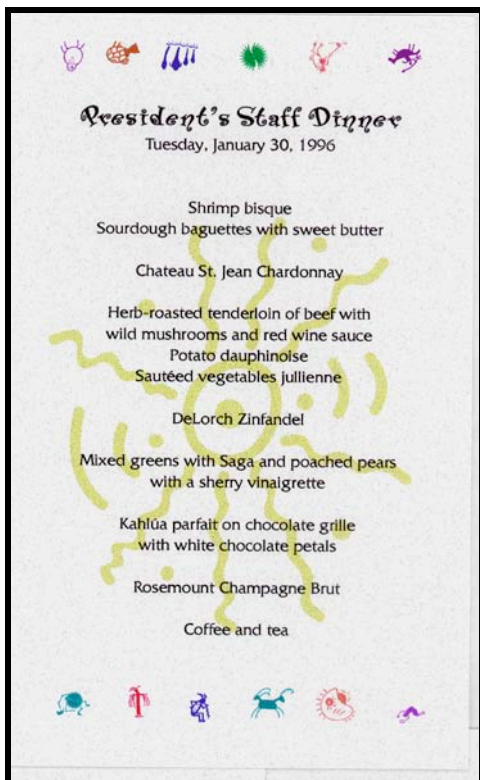 President's Staff Dinner
Tuesday, January 30, 1996
Shrimp bisque
Sourdough baguettes with sweet butter
Chateau St. Jean Chardonnay
Herb-roasted tenderloin of beef with
wild mushrooms and red wine sauce
Potato dauphinoise
Sautéed vegetables jullienne
DeLorch Zinfandel
Mixed greens with Saga and poached pears
with a sherry vinaigrette
Kahlúa parfait on chocolate grille
with white chocolate petals
Rosemount Champagne Brut
Coffee and tea